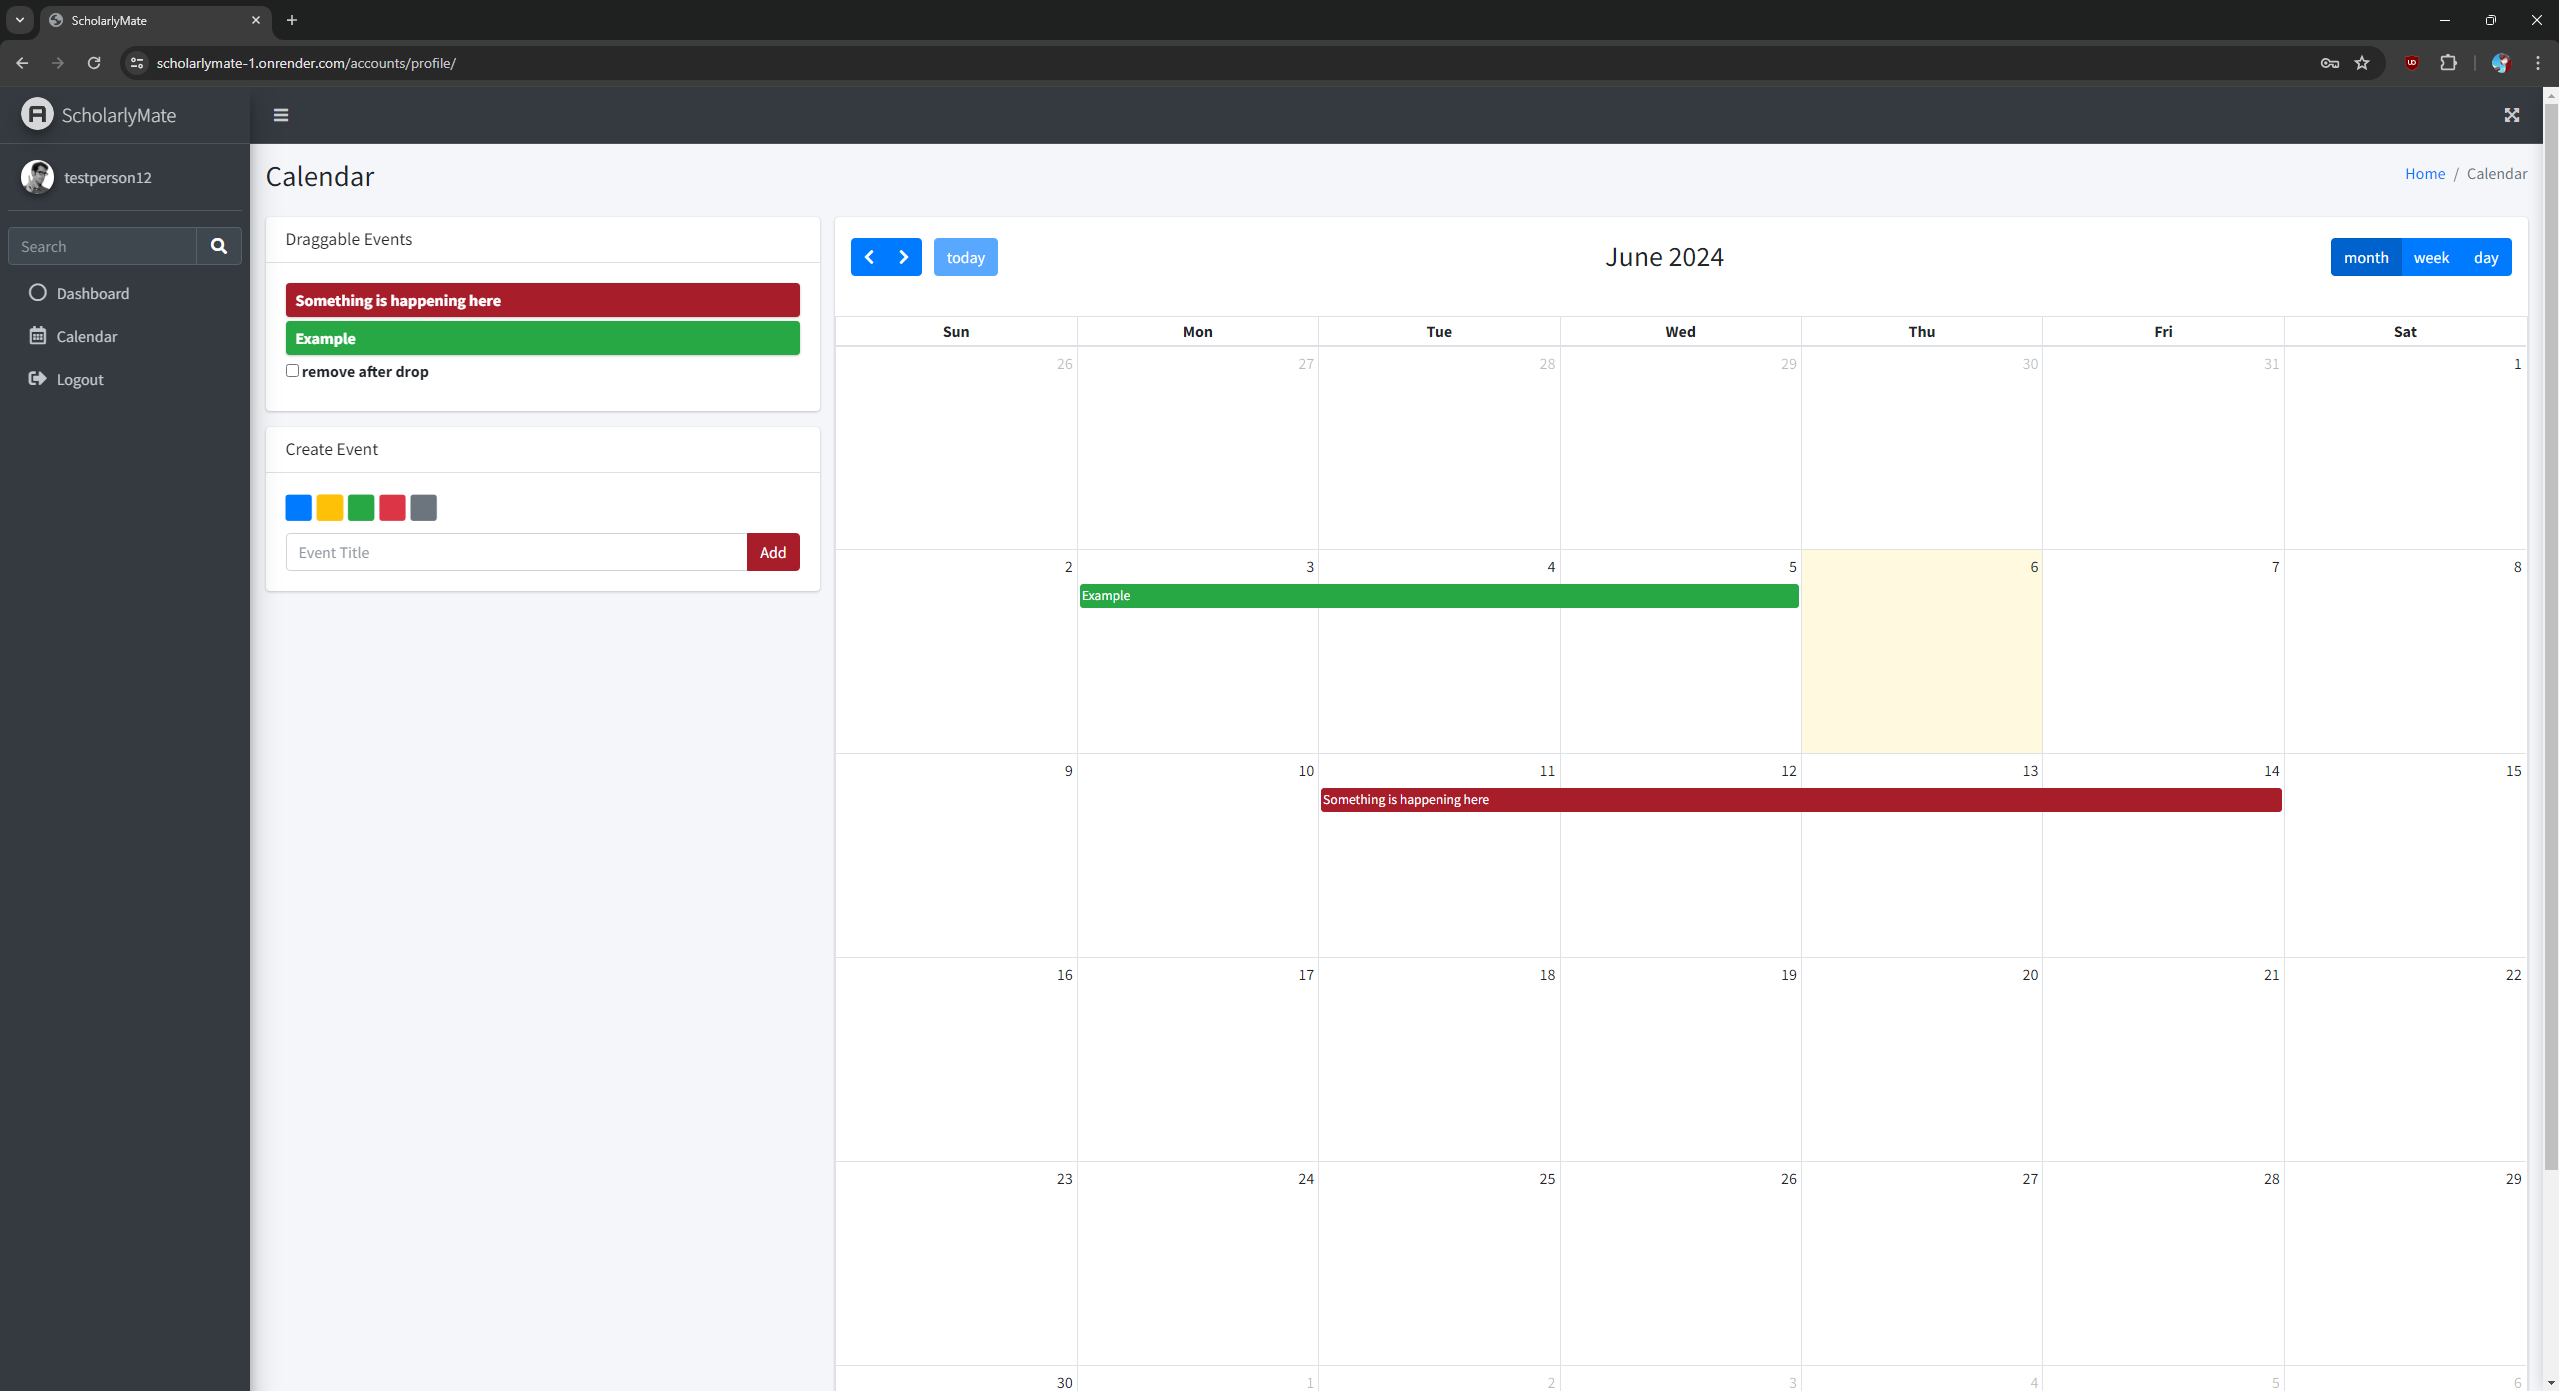 ScholarlyMate
scholarlymate-1.onrender.com/accounts/profile/
ScholarlyMate
testperson12
Search
Dashboard
Calendar
Logout
Calendar
Home / Calendar
Draggable Events
Something is happening here
Example
remove after drop
Create Event
Event Title
Add
today
June 2024
month week day
Sun Mon Tue Wed Thu Fri Sat
26 27 28 29 30 31 1
2 3 4 5 6 7 8
Example
9 10 11 12 13 14 15
Something is happening here
16 17 18 19 20 21 22
23 24 25 26 27 28 29
30 1 2 3 4 5 6